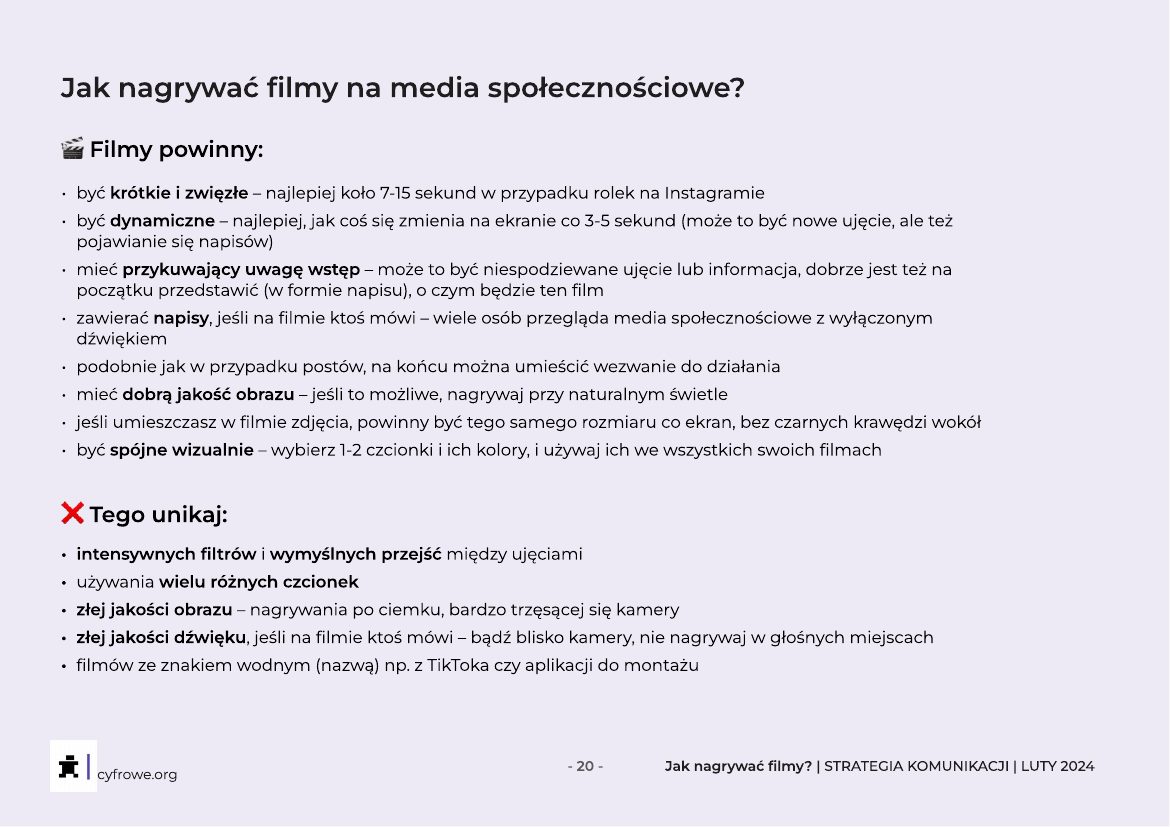 Jak nagrywać filmy na media społecznościowe?
Filmy powinny:
• być krótkie i zwięzłe – najlepiej koło 7-15 sekund w przypadku rolek na Instagramie
• być dynamiczne – najlepiej, jak coś się zmienia na ekranie co 3-5 sekund (może to być nowe ujęcie, ale też
pojawianie się napisów)
• mieć przykuwający uwagę wstęp – może to być niespodziewane ujęcie lub informacja, dobrze jest też na
początku przedstawić (w formie napisu), o czym będzie ten film
• zawierać napisy, jeśli na filmie ktoś mówi – wiele osób przegląda media społecznościowe z wyłączonym
dźwiękiem
• podobnie jak w przypadku postów, na końcu można umieścić wezwanie do działania
• mieć dobrą jakość obrazu – jeśli to możliwe, nagrywaj przy naturalnym świetle
• jeśli umieszczasz w filmie zdjęcia, powinny być tego samego rozmiaru co ekran, bez czarnych krawędzi wokół
• być spójne wizualnie – wybierz 1-2 czcionki i ich kolory, i używaj ich we wszystkich swoich filmach
Tego unikaj:
• intensywnych filtrów i wymyślnych przejść między ujęciami
• używania wielu różnych czcionek
• złej jakości obrazu – nagrywania po ciemku, bardzo trzęsącej się kamery
• złej jakości dźwięku, jeśli na filmie ktoś mówi – bądź blisko kamery, nie nagrywaj w głośnych miejscach
• filmów ze znakiem wodnym (nazwą) np. z TikToka czy aplikacji do montażu
cyfrowe.org
- 20 -
Jak nagrywać filmy? | STRATEGIA KOMUNIKACJI | LUTY 2024